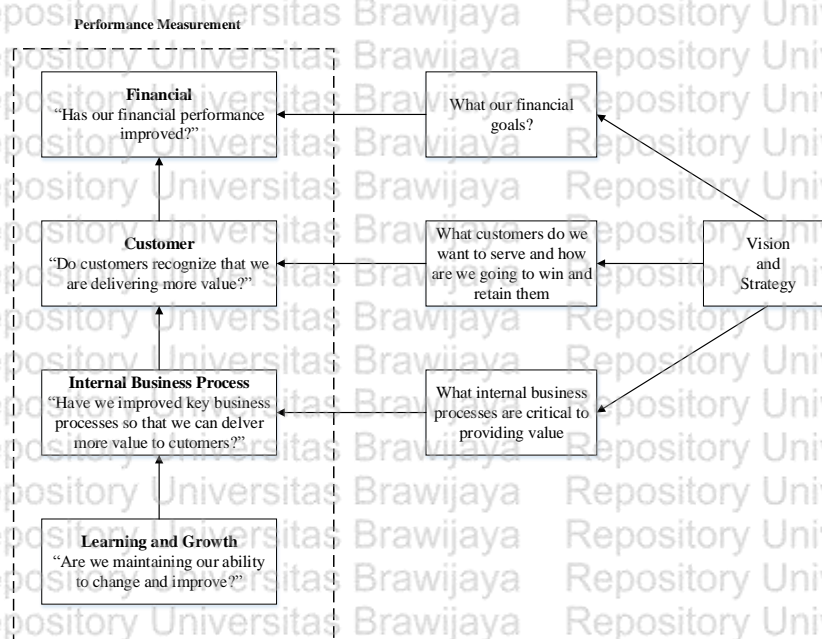 Performance Measurement
Financial
“Has our financial performance
improved?”
What our financial
goals?
Customer
“Do customers recognize that we
are delivering more value?”
What customers do we
want to serve and how
are we going to win and
retain them
Vision
and
Strategy
Internal Business Process
“Have we improved key business
processes so that we can delver
more value to cutomers?”
What internal business
processes are critical to
providing value
Learning and Growth
“Are we maintaining our ability
to change and improve?”
Repository Universitas Brawijaya